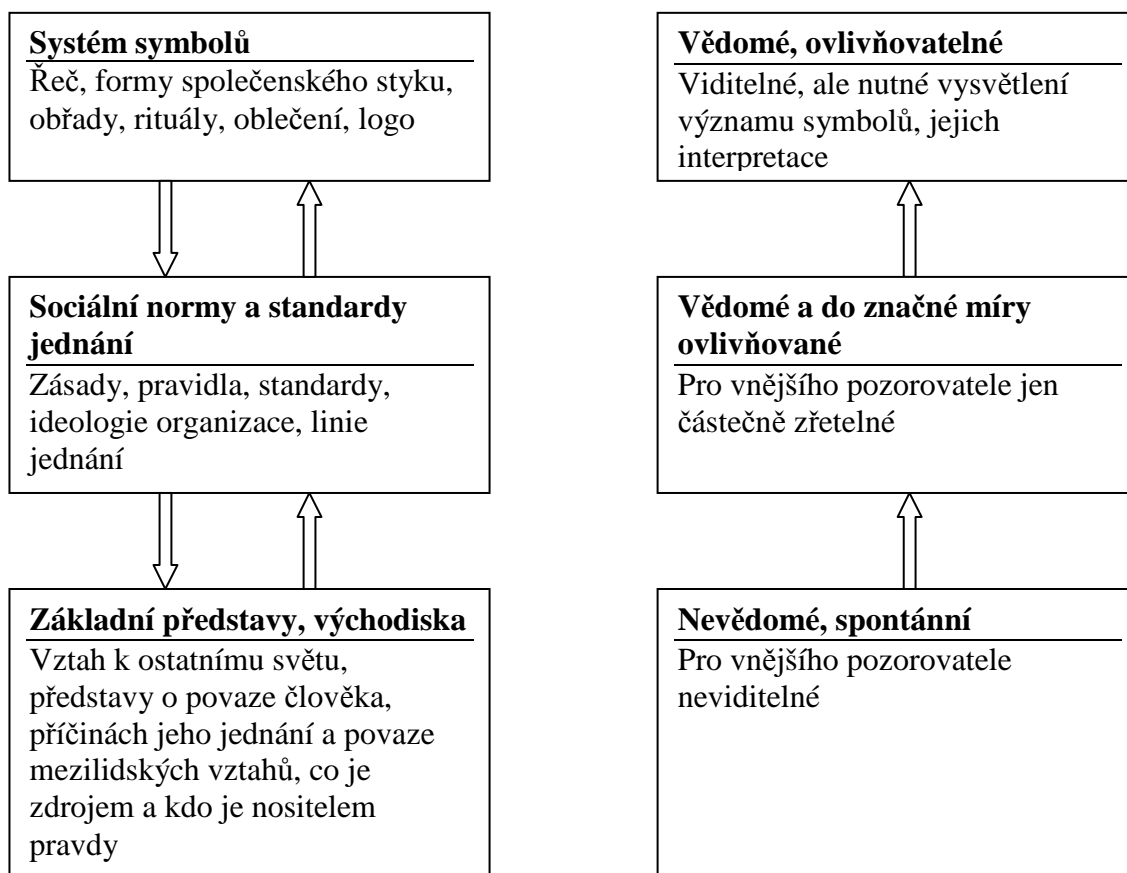 Systém symbolů
Řeč, formy společenského styku,
obřady, rituály, oblečení, logo
Vědomé, ovlivňovatelné
Viditelné, ale nutné vysvětlení
významu symbolů, jejich
interpretace
Sociální normy a standardy
jednání
Zásady, pravidla, standardy,
ideologie organizace, linie
jednání
Vědomé a do značné míry
ovlivňované
Pro vnějšího pozorovatele jen
částečně zřetelné
Základní představy, východiska
Vztah k ostatnímu světu,
představy o povaze člověka,
příčinách jeho jednání a povaze
mezilidských vztahů, co je
zdrojem a kdo je nositelem
pravdy
Nevědomé, spontánní
Pro vnějšího pozorovatele
neviditelné